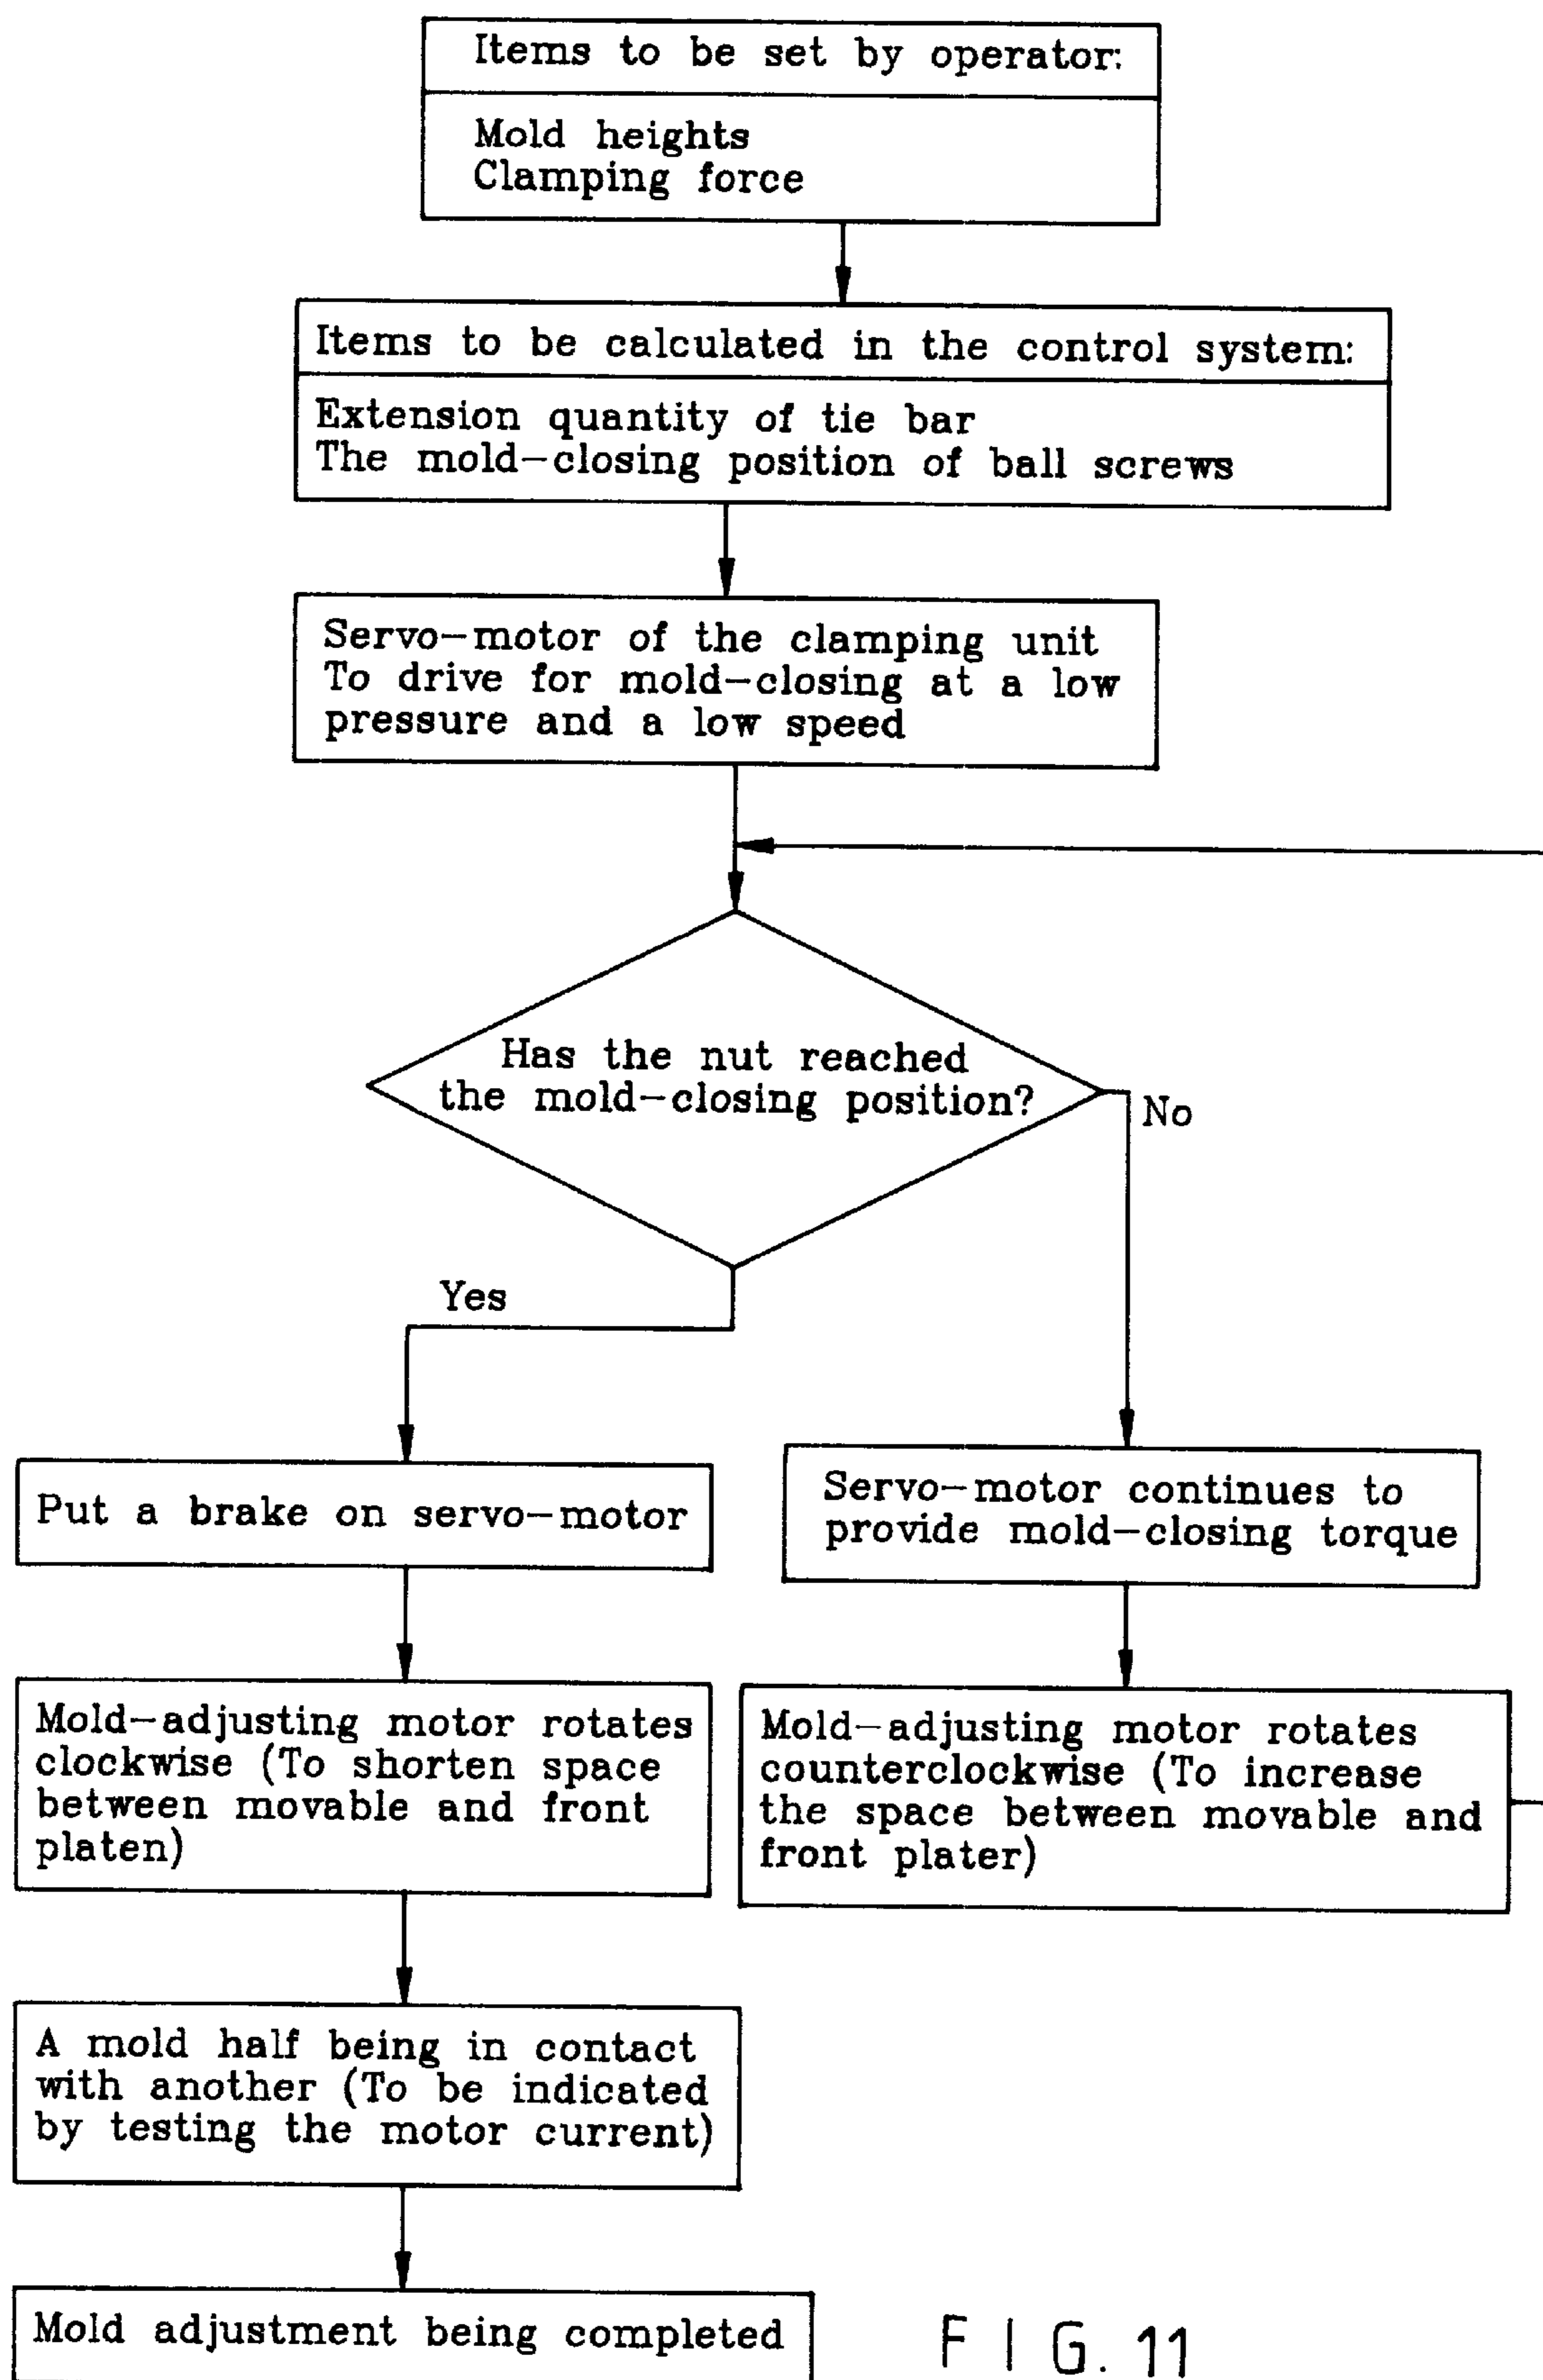 Items to be set by operator:
Mold heights
Clamping force
Items to be calculated in the control system:
Extension quantity of tie bar
The mold-closing position of ball screws
Servo-motor of the clamping unit
To drive for mold-closing at a low
pressure and a low speed
Has the nut reached
the mold-closing position?
No
Yes
Put a brake on servo-motor
Servo-motor continues to
provide mold-closing torque
Mold-adjusting motor rotates
clockwise (To shorten space
between movable and front
platen)
Mold-adjusting motor rotates
counterclockwise (To increase
the space between movable and
front plater)
A mold half being in contact
with another (To be indicated
by testing the motor current)
Mold adjustment being completed
FIG. 11